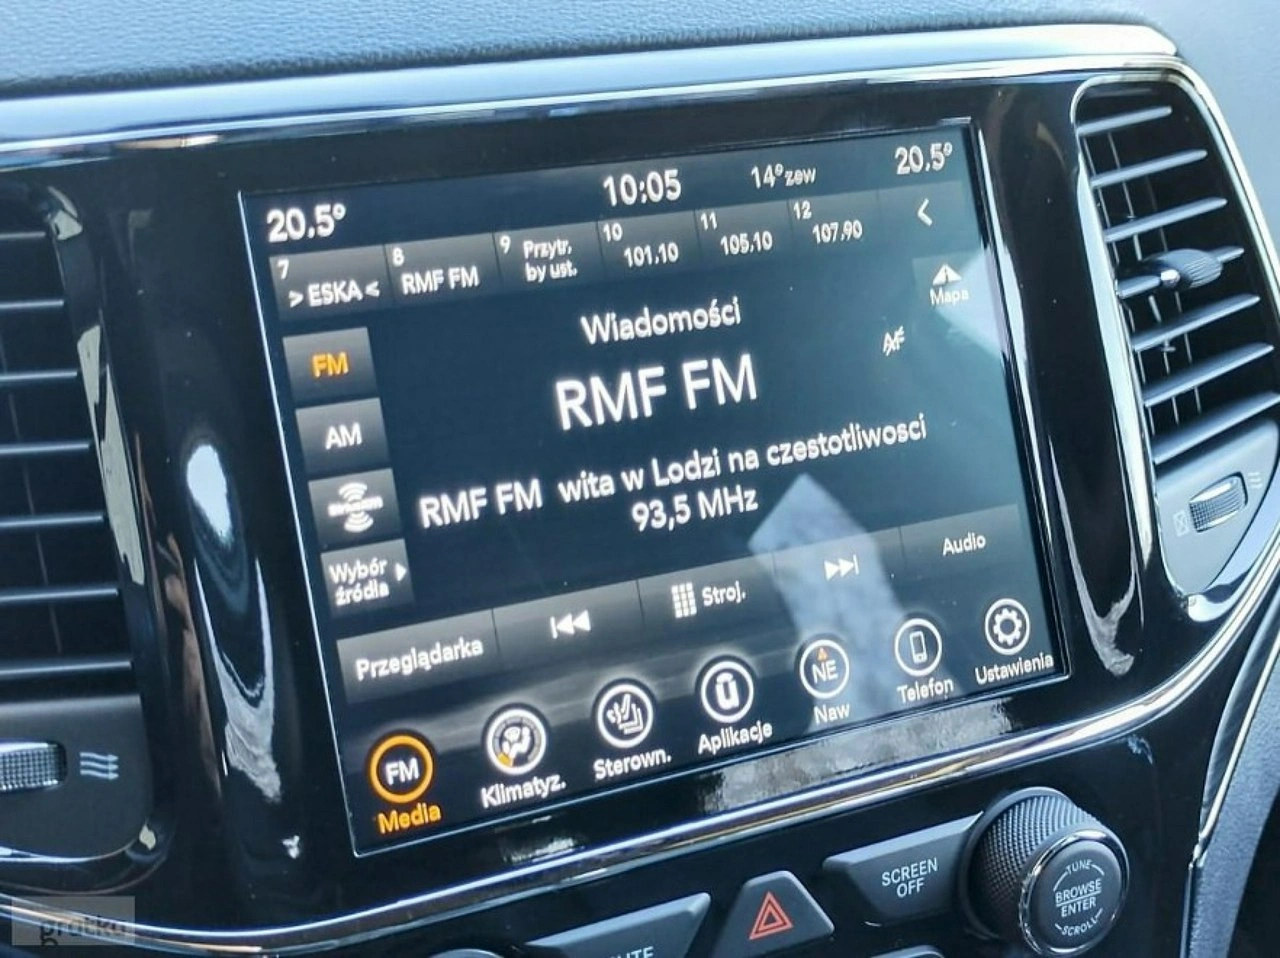 20.5° 10:05 14°zew 20.5°
7 >ESKA<
8 RMF FM
9 Przytr.
by ust.
10 101.10
11 105.10
12 107.90
Mapa
Wiadomości
AF
RMF FM
RMF FM wita w Lodzi na czestotliwosci
93,5 MHz
FM
AM
Wybór
źródła
Przeglądarka
Stroj.
Audio
FM
Media
Klimatyz.
Sterown.
Ū
Aplikacje
NE
Naw
Telefon
Ustawienia
SCREEN
OFF
TUNE
BROWSE
ENTER
SCROLL
gratka